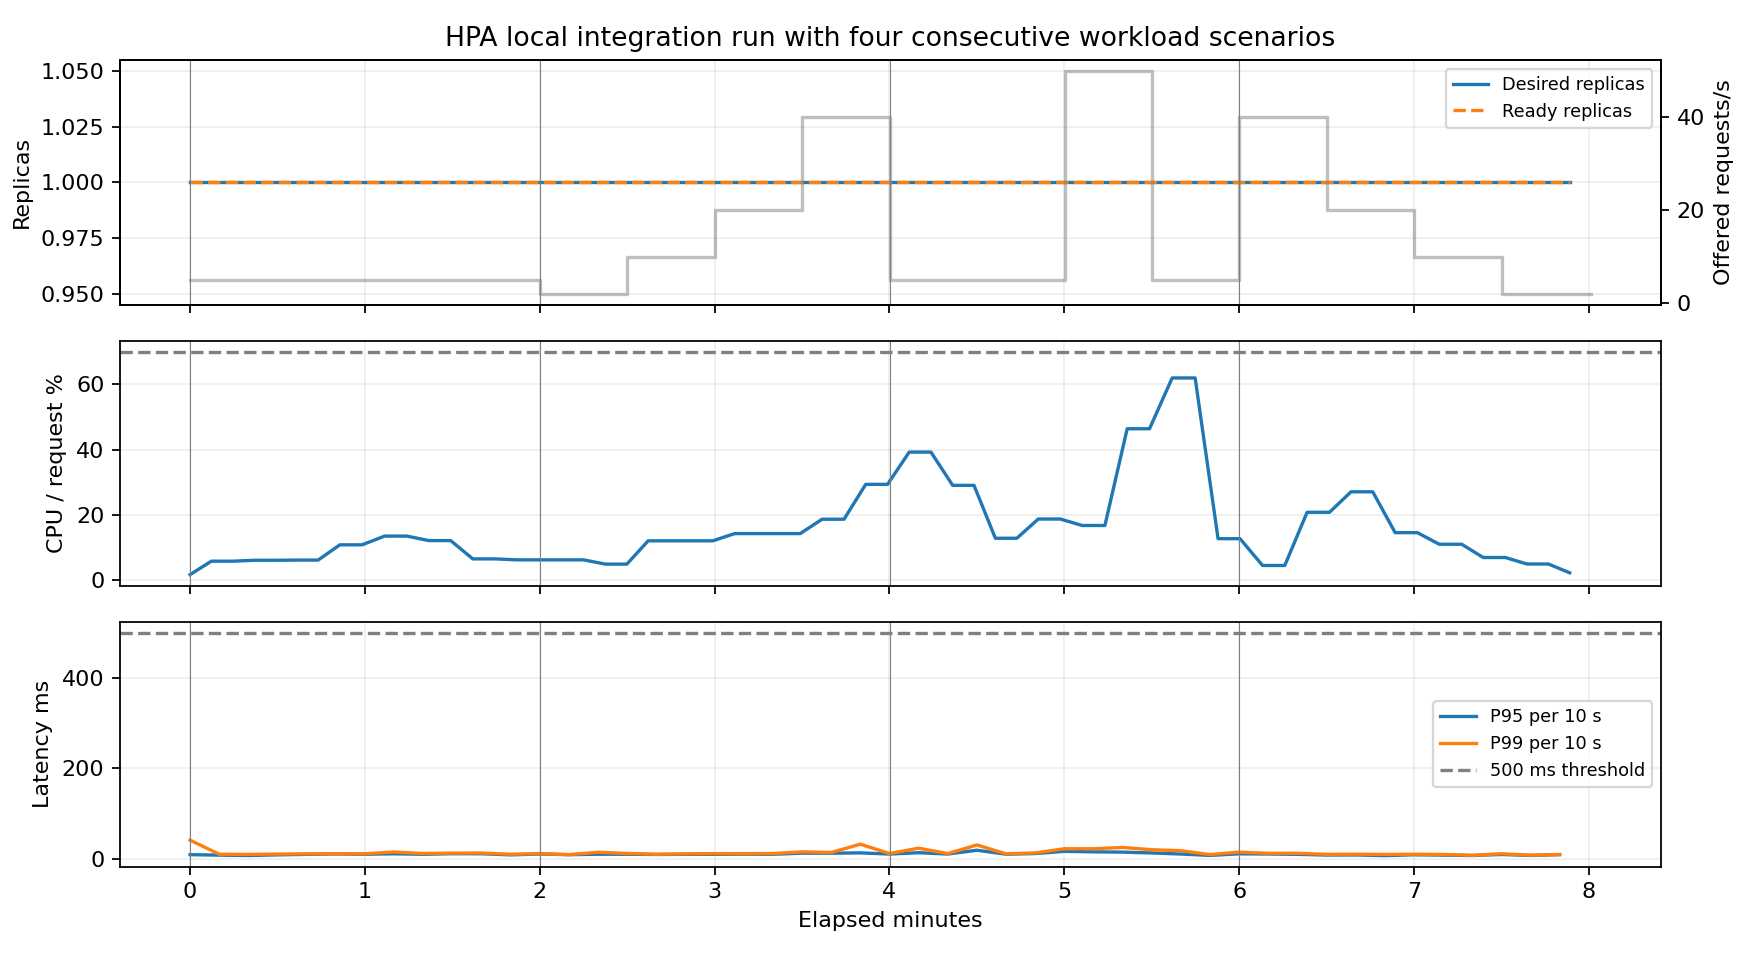 HPA local integration run with four consecutive workload scenarios
Replicas
1.050
1.025
1.000
0.975
0.950
Desired replicas
Ready replicas
40
20
0
Offered requests/s
CPU / request %
60
40
20
0
Latency ms
400
200
0
P95 per 10 s
P99 per 10 s
500 ms threshold
0 1 2 3 4 5 6 7 8
Elapsed minutes